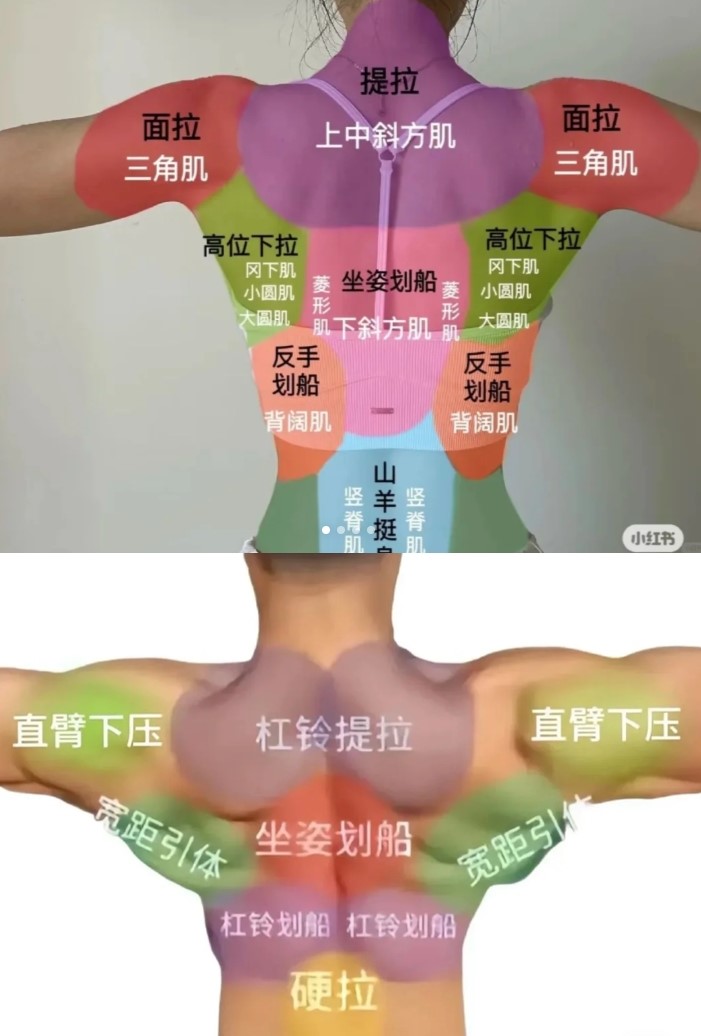 提拉
面拉
上中斜方肌
面拉
三角肌
三角肌
高位下拉
冈下肌
小圆肌
大圆肌
菱形肌
坐姿划船
下斜方肌
菱形肌
高位下拉
冈下肌
小圆肌
大圆肌
反手
划船
背阔肌
反手
划船
背阔肌
竖脊肌
山羊挺
竖脊肌
小红书
直臂下压
杠铃提拉
直臂下压
宽距引体
坐姿划船
宽距引体
杠铃划船
杠铃划船
硬拉